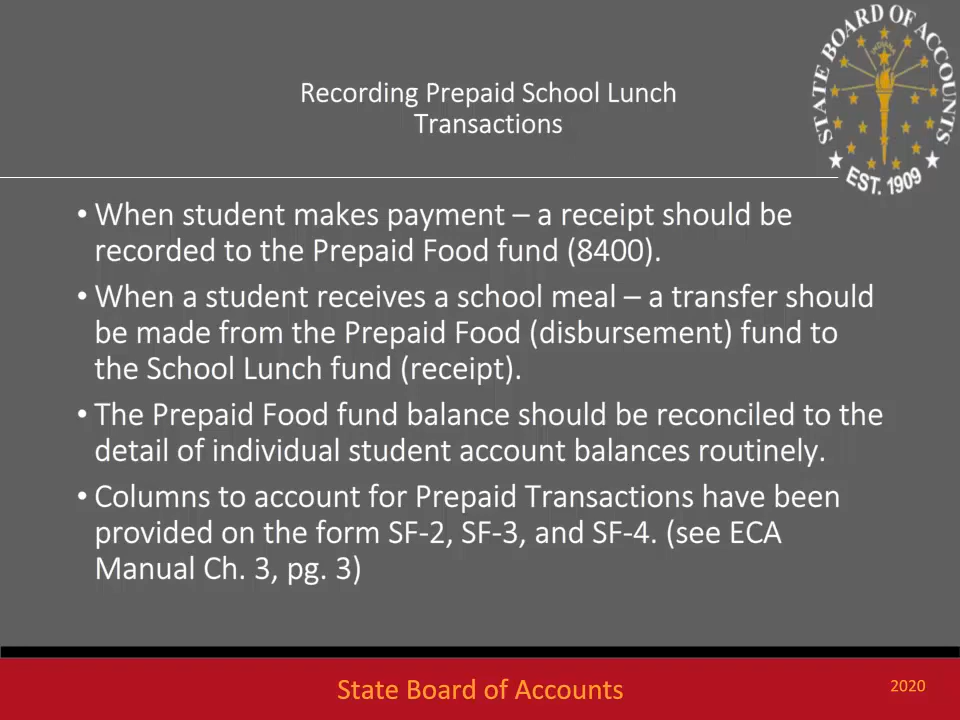 Recording Prepaid School Lunch
Transactions
STATE BOARD OF ACCOUNTS
INDIANA
EST. 1909
• When student makes payment – a receipt should be
recorded to the Prepaid Food fund (8400).
• When a student receives a school meal – a transfer should
be made from the Prepaid Food (disbursement) fund to
the School Lunch fund (receipt).
• The Prepaid Food fund balance should be reconciled to the
detail of individual student account balances routinely.
• Columns to account for Prepaid Transactions have been
provided on the form SF-2, SF-3, and SF-4. (see ECA
Manual Ch. 3, pg. 3)
State Board of Accounts
2020